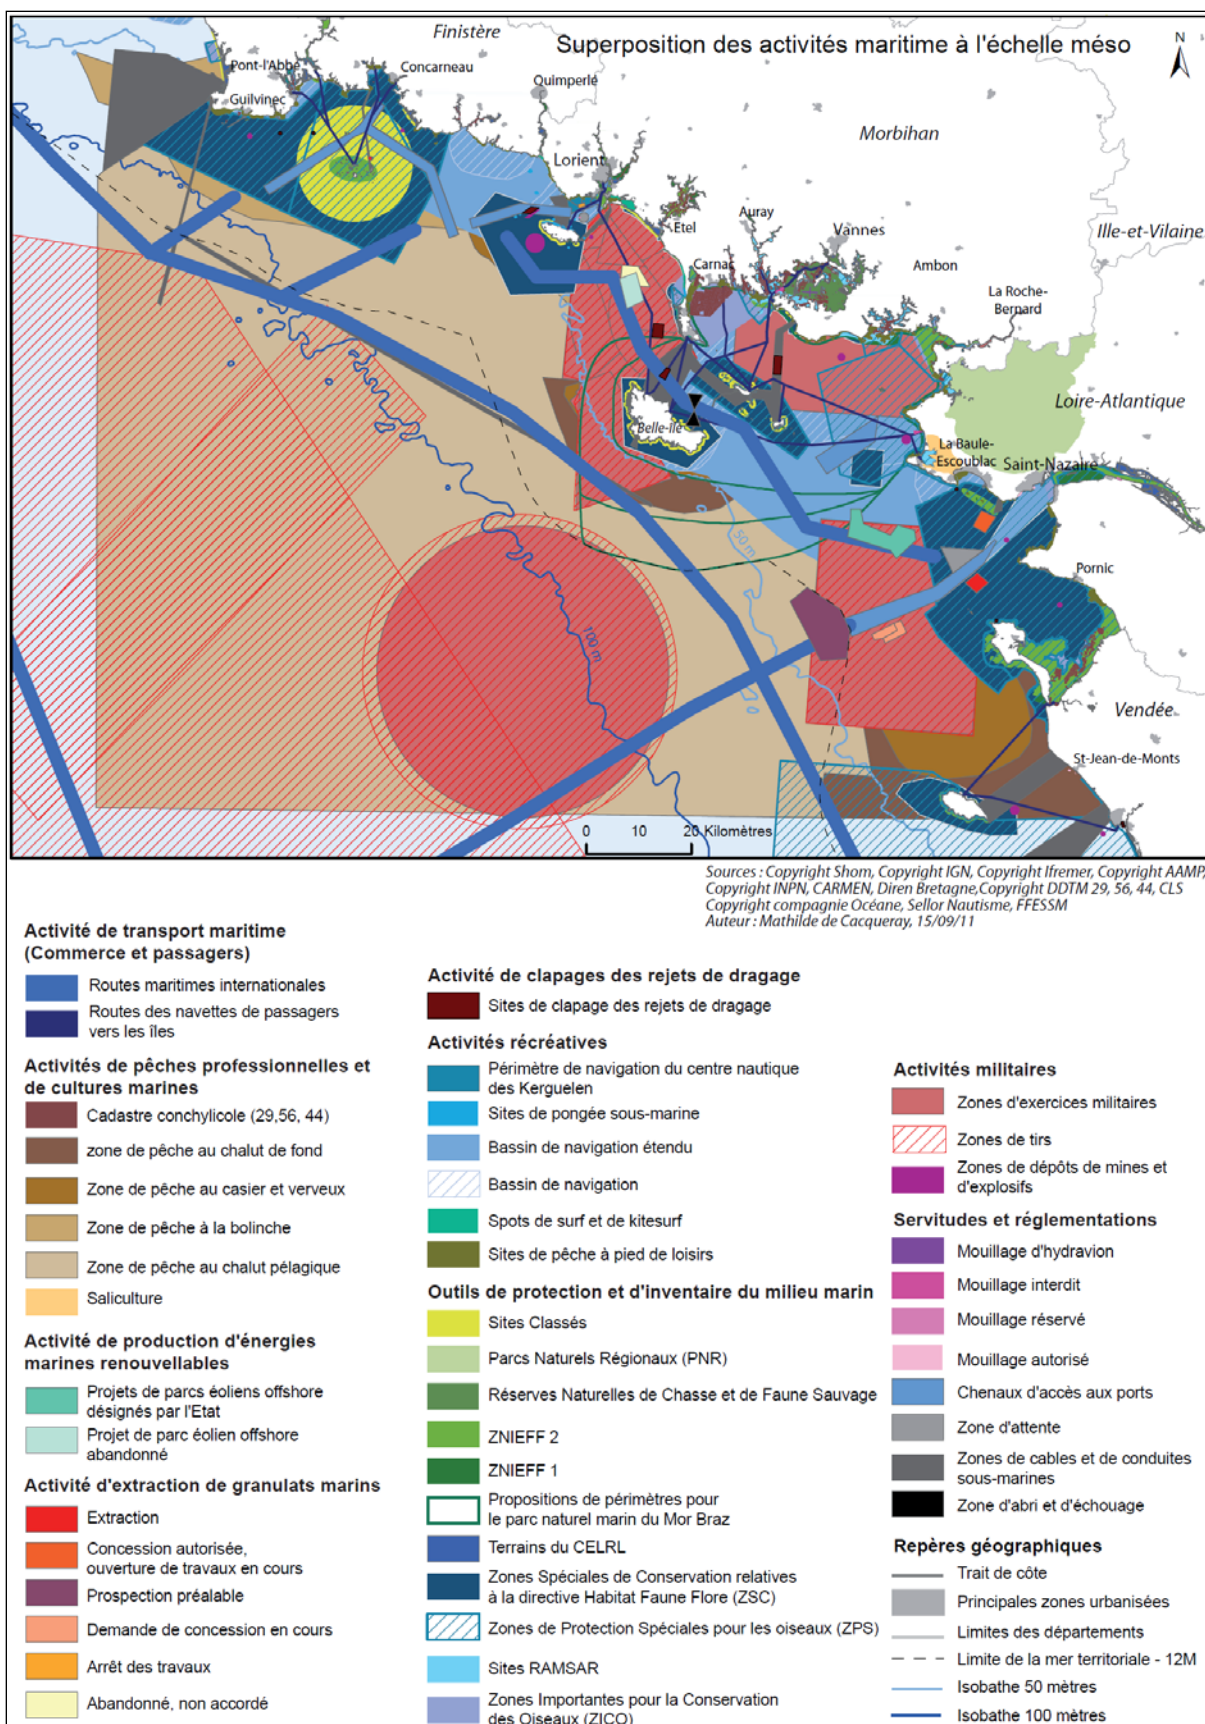 Superposition des activités maritime à l'échelle méso
N
Finistère
Pont-l'Abbé
Concarneau
Guilvinec
Quimperlé
Morbihan
Lorient
Etel
Auray
Vannes
Ille-et-Vilaine
Carnac
Ambon
La Roche-
Bernard
Loire-Atlantique
Belle-Ile
La Baule-
Escoublac
Saint-Nazaire
50 m
Pornic
100 m
Vendée
St-Jean-de-Monts
0 10 20 Kilomètres
Sources : Copyright Shom, Copyright IGN, Copyright Ifremer, Copyright AAMP,
Copyright INPN, CARMEN, Diren Bretagne,Copyright DDTM 29, 56, 44, CLS
Copyright compagnie Océane, Sellor Nautisme, FFESSM
Auteur : Mathilde de Cacqueray, 15/09/11
Activité de transport maritime
(Commerce et passagers)
Routes maritimes internationales
Routes des navettes de passagers
vers les îles
Activités de pêches professionnelles et
de cultures marines
Cadastre conchylicole (29,56, 44)
zone de pêche au chalut de fond
Zone de pêche au casier et verveux
Zone de pêche à la bolinche
Zone de pêche au chalut pélagique
Saliculture
Activité de production d'énergies
marines renouvellables
Projets de parcs éoliens offshore
désignés par l'Etat
Projet de parc éolien offshore
abandonné
Activité d'extraction de granulats marins
Extraction
Concession autorisée,
ouverture de travaux en cours
Prospection préalable
Demande de concession en cours
Arrêt des travaux
Abandonné, non accordé
Activité de clapages des rejets de dragage
Sites de clapage des rejets de dragage
Activités récréatives
Périmètre de navigation du centre nautique
des Kerguelen
Sites de pongée sous-marine
Bassin de navigation étendu
Bassin de navigation
Spots de surf et de kitesurf
Sites de pêche à pied de loisirs
Outils de protection et d'inventaire du milieu marin
Sites Classés
Parcs Naturels Régionaux (PNR)
Réserves Naturelles de Chasse et de Faune Sauvage
ZNIEFF 2
ZNIEFF 1
Propositions de périmètres pour
le parc naturel marin du Mor Braz
Terrains du CELRL
Zones Spéciales de Conservation relatives
à la directive Habitat Faune Flore (ZSC)
Zones de Protection Spéciales pour les oiseaux (ZPS)
Sites RAMSAR
Zones Importantes pour la Conservation
des Oiseaux (ZICO)
Activités militaires
Zones d'exercices militaires
Zones de tirs
Zones de dépôts de mines et
d'explosifs
Servitudes et réglementations
Mouillage d'hydravion
Mouillage interdit
Mouillage réservé
Mouillage autorisé
Chenaux d'accès aux ports
Zone d'attente
Zones de cables et de conduites
sous-marines
Zone d'abri et d'échouage
Repères géographiques
Trait de côte
Principales zones urbanisées
Limites des départements
Limite de la mer territoriale - 12M
Isobathe 50 mètres
Isobathe 100 mètres